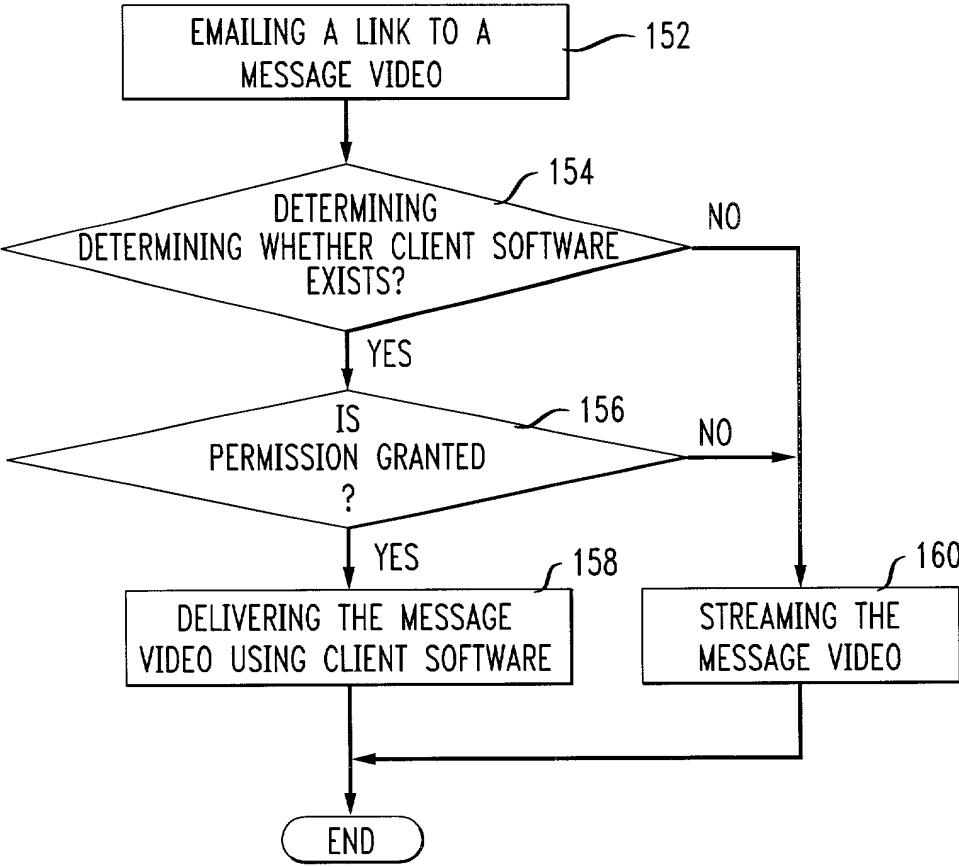 EMAILING A LINK TO A
MESSAGE VIDEO
152
154
DETERMINING
DETERMINING WHETHER CLIENT SOFTWARE
EXISTS?
NO
YES
156
IS
PERMISSION GRANTED
?
NO
YES
158
DELIVERING THE MESSAGE
VIDEO USING CLIENT SOFTWARE
160
STREAMING THE
MESSAGE VIDEO
END